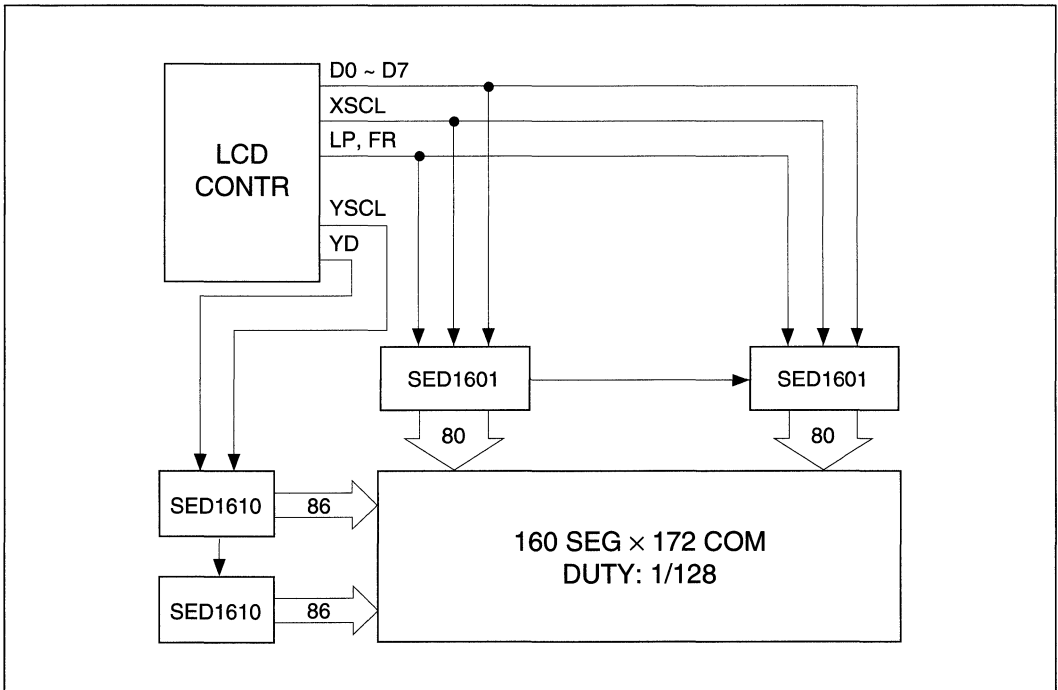 D0 ~ D7
XSCL
LP, FR
LCD
CONTR
YSCL
YD
SED1601
SED1601
80
80
SED1610
86
160 SEG × 172 COM
DUTY: 1/128
SED1610
86